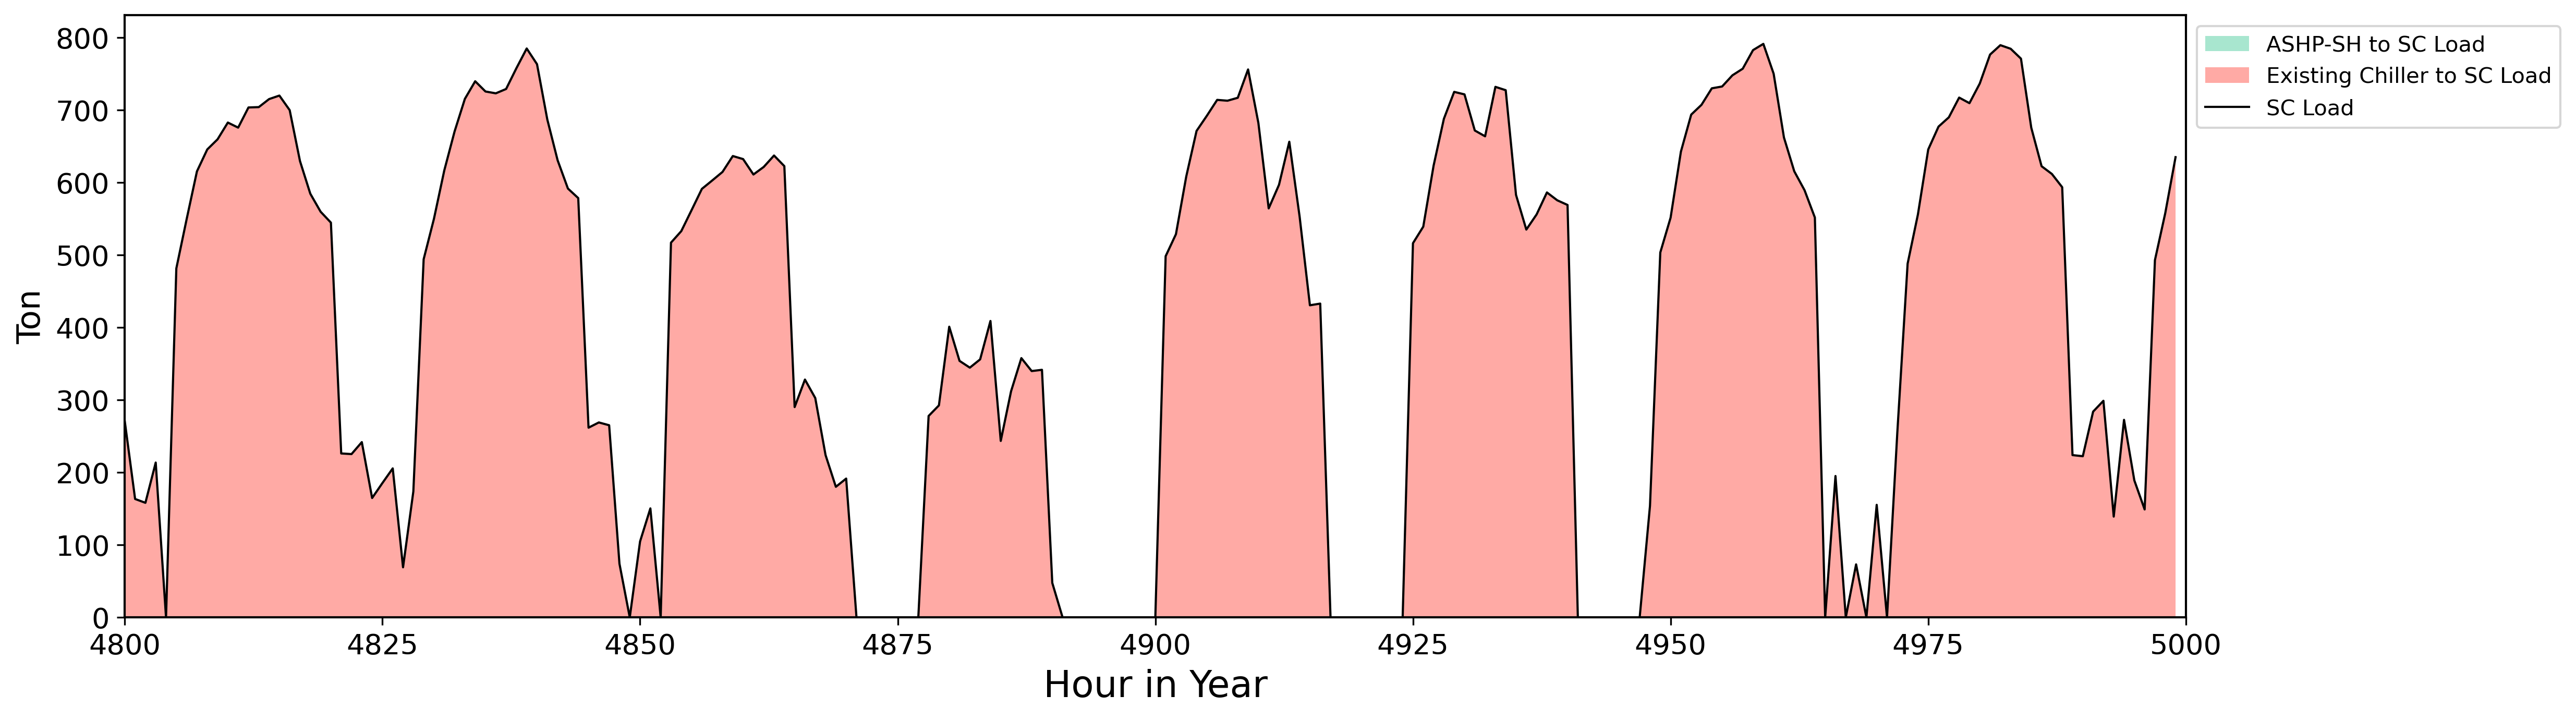 800
700
600
500
400
300
200
100
0
Ton
4800 4825 4850 4875 4900 4925 4950 4975 5000
Hour in Year
ASHP-SH to SC Load
Existing Chiller to SC Load
SC Load